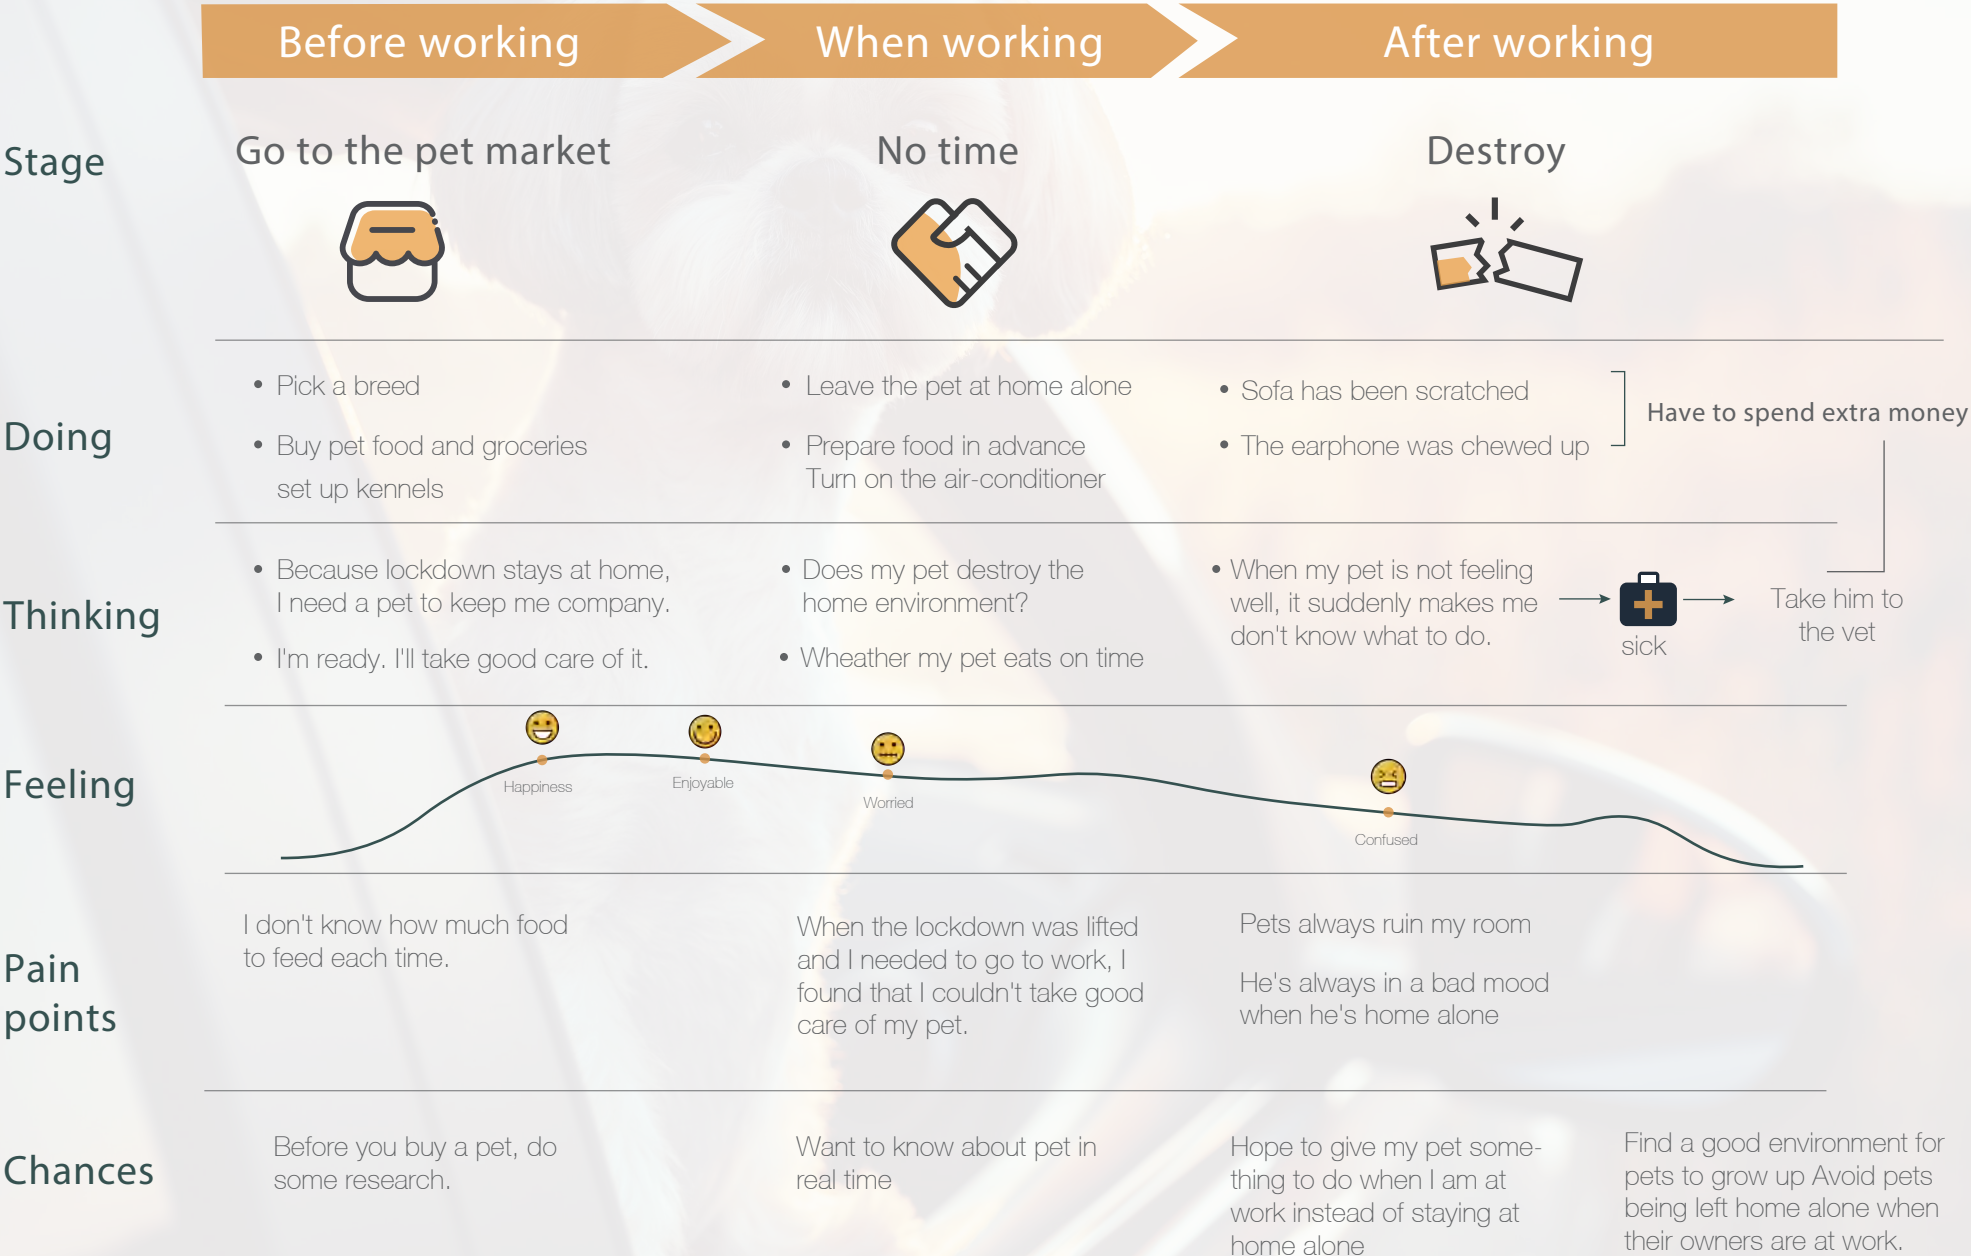 Before working
When working
After working
Stage
Go to the pet market
No time
Destroy
Doing
• Pick a breed
• Buy pet food and groceries
set up kennels
• Leave the pet at home alone
• Prepare food in advance
Turn on the air-conditioner
• Sofa has been scratched
• The earphone was chewed up
Have to spend extra money
Thinking
• Because lockdown stays at home,
I need a pet to keep me company.
• I'm ready. I'll take good care of it.
• Does my pet destroy the
home environment?
• Wheather my pet eats on time
• When my pet is not feeling
well, it suddenly makes me
don't know what to do.
sick
Take him to
the vet
Feeling
Happiness
Enjoyable
Worried
Confused
Pain
points
I don't know how much food
to feed each time.
When the lockdown was lifted
and I needed to go to work, I
found that I couldn't take good
care of my pet.
Pets always ruin my room
He's always in a bad mood
when he's home alone
Chances
Before you buy a pet, do
some research.
Want to know about pet in
real time
Hope to give my pet some-
thing to do when I am at
work instead of staying at
home alone
Find a good environment for
pets to grow up Avoid pets
being left home alone when
their owners are at work.